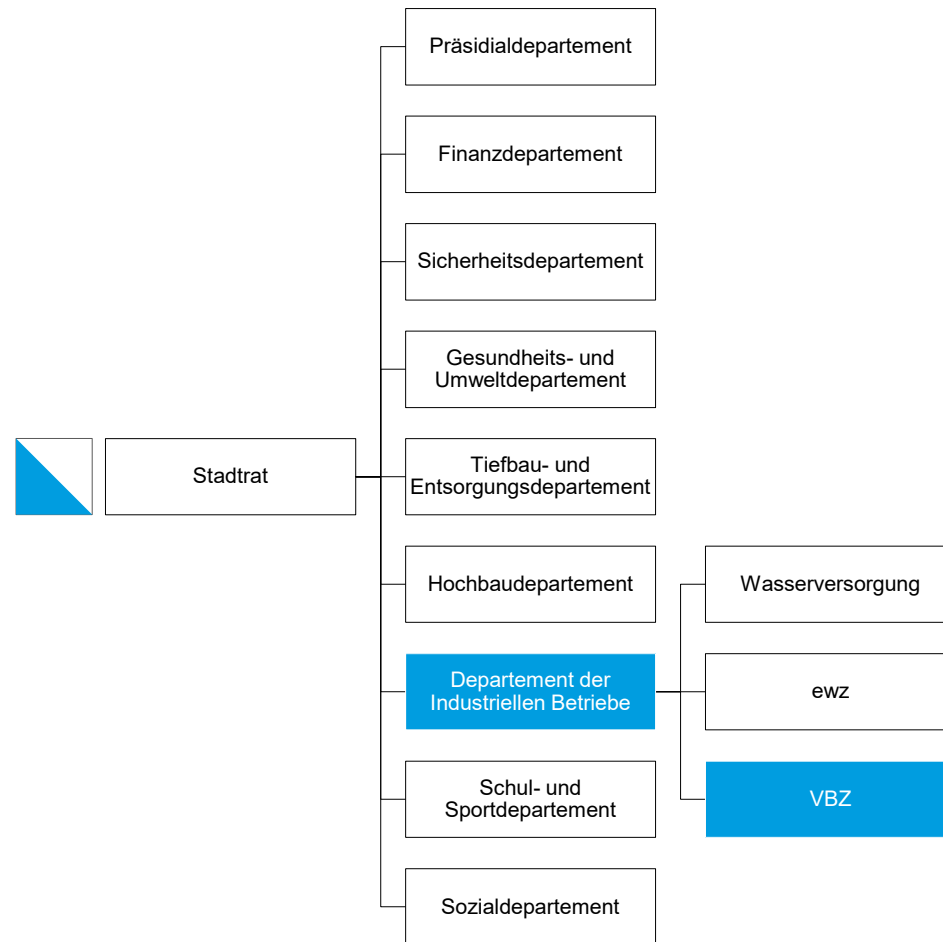 Präsidialdepartement
Finanzdepartement
Sicherheitsdepartement
Gesundheits- und
Umweltdepartement
Stadtrat
Tiefbau- und
Entsorgungsdepartement
Hochbaudepartement
Wasserversorgung
Departement der
Industriellen Betriebe
ewz
Schul- und
Sportdepartement
VBZ
Sozialdepartement